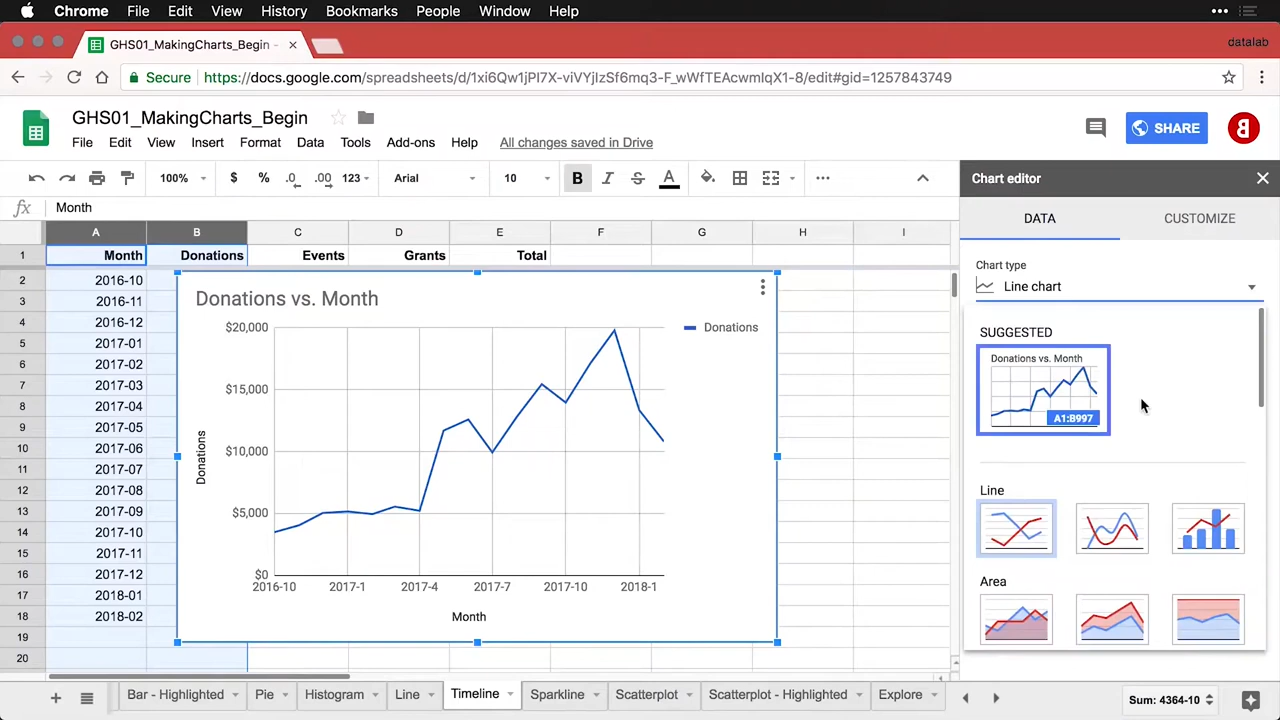 Chrome File Edit View History Bookmarks People Window Help
GHS01_MakingCharts_Begin - × datalab
Secure https://docs.google.com/spreadsheets/d/1xi6Qw1jPl7X-viVYjIzSf6mq3-F_wWfTEAcwmIqX1-8/edit#gid=1257843749
GHS01_MakingCharts_Begin
SHARE
File Edit View Insert Format Data Tools Add-ons Help All changes saved in Drive
100% $ % .0 .00 123 Arial 10 B I S A
Chart editor
fx Month
DATA CUSTOMIZE
A B C D E F G H I
1 Month Donations Events Grants Total
Chart type
Line chart
2 2016-10
3 2016-11
4 2016-12
5 2017-01
6 2017-02
7 2017-03
8 2017-04
9 2017-05
10 2017-06
11 2017-07
12 2017-08
13 2017-09
14 2017-10
15 2017-11
16 2017-12
17 2018-01
18 2018-02
19
20
Donations vs. Month
Donations
$20,000
$15,000
$10,000
$5,000
$0
Donations
2016-10 2017-1 2017-4 2017-7 2017-10 2018-1
Month
SUGGESTED
Donations vs. Month
A1:B997
Line
Area
Bar - Highlighted Pie Histogram Line Timeline Sparkline Scatterplot Scatterplot - Highlighted Explore
Sum: 4364-10